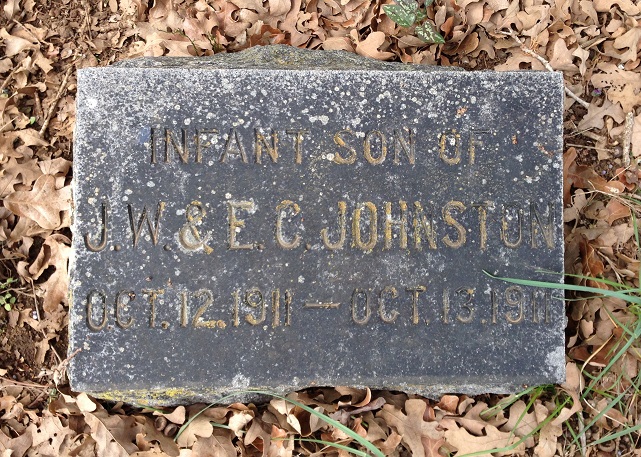 INFANT SON OF
J. W. & E. C. JOHNSTON
OCT. 12. 1911 — OCT. 13. 1911